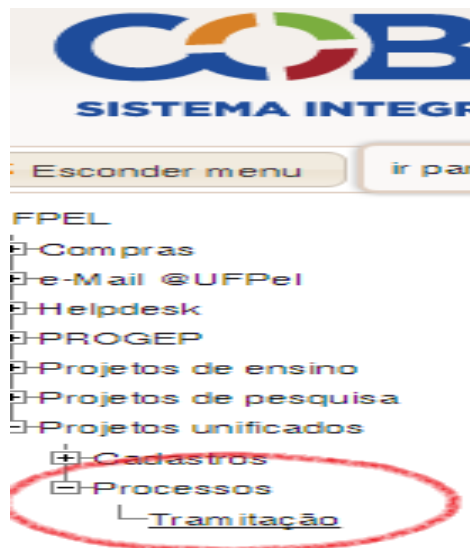 COB
SISTEMA INTEGR
Esconder menu
ir par
FPEL
Compras
e-Mail @UFPel
Helpdesk
PROGEP
Projetos de ensino
Projetos de pesquisa
Projetos unificados
Cadastros
Processos
Tramitação